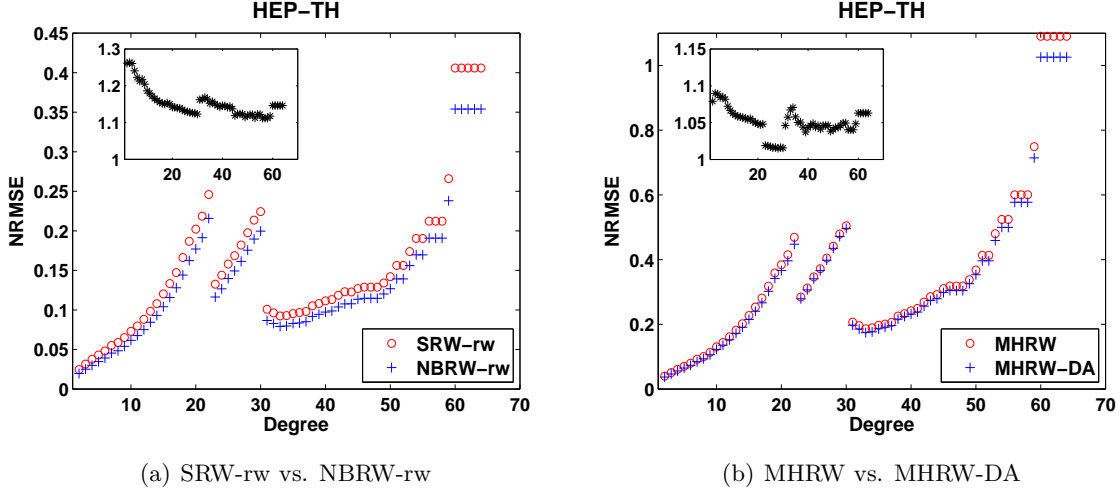 HEP−TH
0.45
0.4
0.35
0.3
0.25
0.2
0.15
0.1
0.05
0
NRMSE
1.3
1.2
1.1
1
20 40 60
SRW−rw
NBRW−rw
10 20 30 40 50 60 70
Degree
(a) SRW-rw vs. NBRW-rw
HEP−TH
1
0.8
0.6
0.4
0.2
0
NRMSE
1.15
1.1
1.05
1
20 40 60
MHRW
MHRW−DA
10 20 30 40 50 60 70
Degree
(b) MHRW vs. MHRW-DA